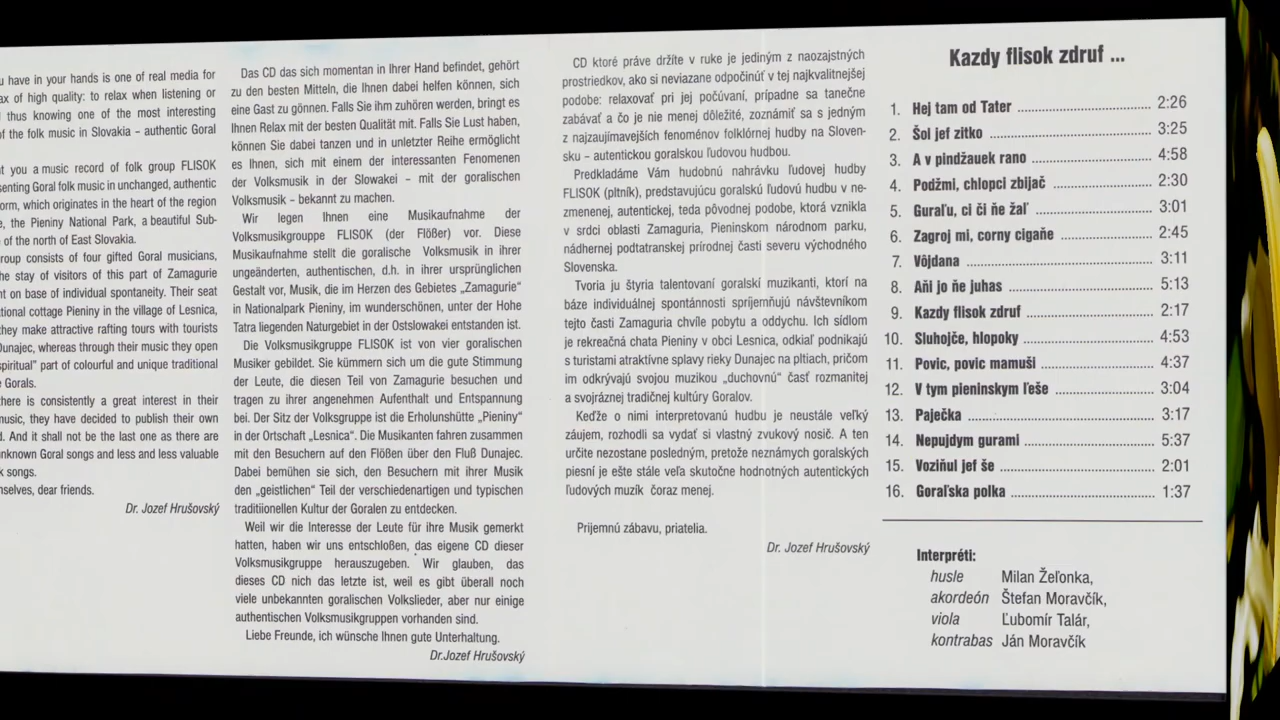 u have in your hands is one of real media for
ax of high quality: to relax when listening or
thus knowing one of the most interesting
of the folk music in Slovakia – authentic Goral
t you a music record of folk group FLISOK
senting Goral folk music in unchanged, authentic
orm, which originates in the heart of the region
e, the Pieniny National Park, a beautiful Sub-
of the north of East Slovakia.
roup consists of four gifted Goral musicians,
he stay of visitors of this part of Zamagurie
nt on base of individual spontaneity. Their seat
tional cottage Pieniny in the village of Lesnica,
they make attractive rafting tours with tourists
Dunajec, whereas through their music they open
spiritual" part of colourful and unique traditional
e Gorals.
there is consistently a great interest in their
music, they have decided to publish their own
d. And it shall not be the last one as there are
unknown Goral songs and less and less valuable
k songs.
nselves, dear friends.
Dr. Jozef Hrušovský
Das CD das sich momentan in Ihrer Hand befindet, gehört
zu den besten Mitteln, die Ihnen dabei helfen können, sich
eine Gast zu gönnen. Falls Sie ihm zuhören werden, bringt es
Ihnen Relax mit der besten Qualität mit. Falls Sie Lust haben,
können Sie dabei tanzen und in unletzter Reihe ermöglicht
es Ihnen, sich mit einem der interessanten Fenomenen
der Volksmusik in der Slowakei – mit der goralischen
Volksmusik – bekannt zu machen.
Wir legen Ihnen eine Musikaufnahme der
Volksmusikgruppe FLISOK (der Flößer) vor. Diese
Musikaufnahme stellt die goralische Volksmusik in ihrer
ungeänderten, authentischen, d.h. in ihrer ursprünglichen
Gestalt vor, Musik, die im Herzen des Gebietes „Zamagurie"
in Nationalpark Pieniny, im wunderschönen, unter der Hohe
Tatra liegenden Naturgebiet in der Ostslowakei entstanden ist.
Die Volksmusikgruppe FLISOK ist von vier goralischen
Musiker gebildet. Sie kümmern sich um die gute Stimmung
der Leute, die diesen Teil von Zamagurie besuchen und
tragen zu ihrer angenehmen Aufenthalt und Entspannung
bei. Der Sitz der Volksgruppe ist die Erholunshütte „Pieniny"
in der Ortschaft „Lesnica". Die Musikanten fahren zusammen
mit den Besuchern auf den Flößen über den Fluß Dunajec.
Dabei bemühen sie sich, den Besuchern mit ihrer Musik
den „geistlichen" Teil der verschiedenartigen und typischen
traditiionellen Kultur der Goralen zu entdecken.
Weil wir die Interesse der Leute für ihre Musik gemerkt
hatten, haben wir uns entschloßen, das eigene CD dieser
Volksmusikgruppe herauszugeben. Wir glauben, das
dieses CD nich das letzte ist, weil es gibt überall noch
viele unbekannten goralischen Volkslieder, aber nur einige
authentischen Volksmusikgruppen vorhanden sind.
Liebe Freunde, ich wünsche Ihnen gute Unterhaltung.
Dr.Jozef Hrušovský
CD ktoré práve držíte v ruke je jediným z naozajstných
prostriedkov, ako si neviazane odpočinúť v tej najkvalitnejšej
podobe: relaxovať pri jej počúvaní, prípadne sa tanečne
zabávať a čo je nie menej dôležité, zoznámiť sa s jedným
z najzaujímavejších fenoménov folklórnej hudby na Sloven-
sku – autentickou goralskou ľudovou hudbou.
Predkladáme Vám hudobnú nahrávku ľudovej hudby
FLISOK (pltník), predstavujúcu goralskú ľudovú hudbu v ne-
zmenenej, autentickej, teda pôvodnej podobe, ktorá vznikla
v srdci oblasti Zamaguria, Pieninskom národnom parku,
nádhernej podtatranskej prírodnej časti severu východného
Slovenska.
Tvoria ju štyria talentovaní goralskí muzikanti, ktorí na
báze individuálnej spontánnosti spríjemňujú návštevníkom
tejto časti Zamaguria chvíle pobytu a oddychu. Ich sídlom
je rekreačná chata Pieniny v obci Lesnica, odkiaľ podnikajú
s turistami atraktívne splavy rieky Dunajec na pltiach, pričom
im odkrývajú svojou muzikou „duchovnú" časť rozmanitej
a svojráznej tradičnej kultúry Goralov.
Keďže o nimi interpretovanú hudbu je neustále veľký
záujem, rozhodli sa vydať si vlastný zvukový nosič. A ten
určite nezostane posledným, pretože neznámych goralských
piesní je ešte stále veľa skutočne hodnotných autentických
ľudových muzík čoraz menej.
Prijemnú zábavu, priatelia.
Dr. Jozef Hrušovský
Kazdy flisok zdruf ...
1. Hej tam od Tater 2:26
2. Šol jef zitko 3:25
3. A v pindžauek rano 4:58
4. Podžmi, chlopci zbijač 2:30
5. Guraľu, ci či ňe žaľ 3:01
6. Zagroj mi, corny cigaňe 2:45
7. Vôjdana 3:11
8. Aňi jo ňe juhas 5:13
9. Kazdy flisok zdruf 2:17
10. Sluhojče, hlopoky 4:53
11. Povic, povic mamuši 4:37
12. V tym pieninskym ľeše 3:04
13. Paječka 3:17
14. Nepujdym gurami 5:37
15. Voziňul jef še 2:01
16. Goraľska polka 1:37
Interpréti:
husle Milan Žeľonka,
akordeón Štefan Moravčík,
viola Ľubomír Talár,
kontrabas Ján Moravčík